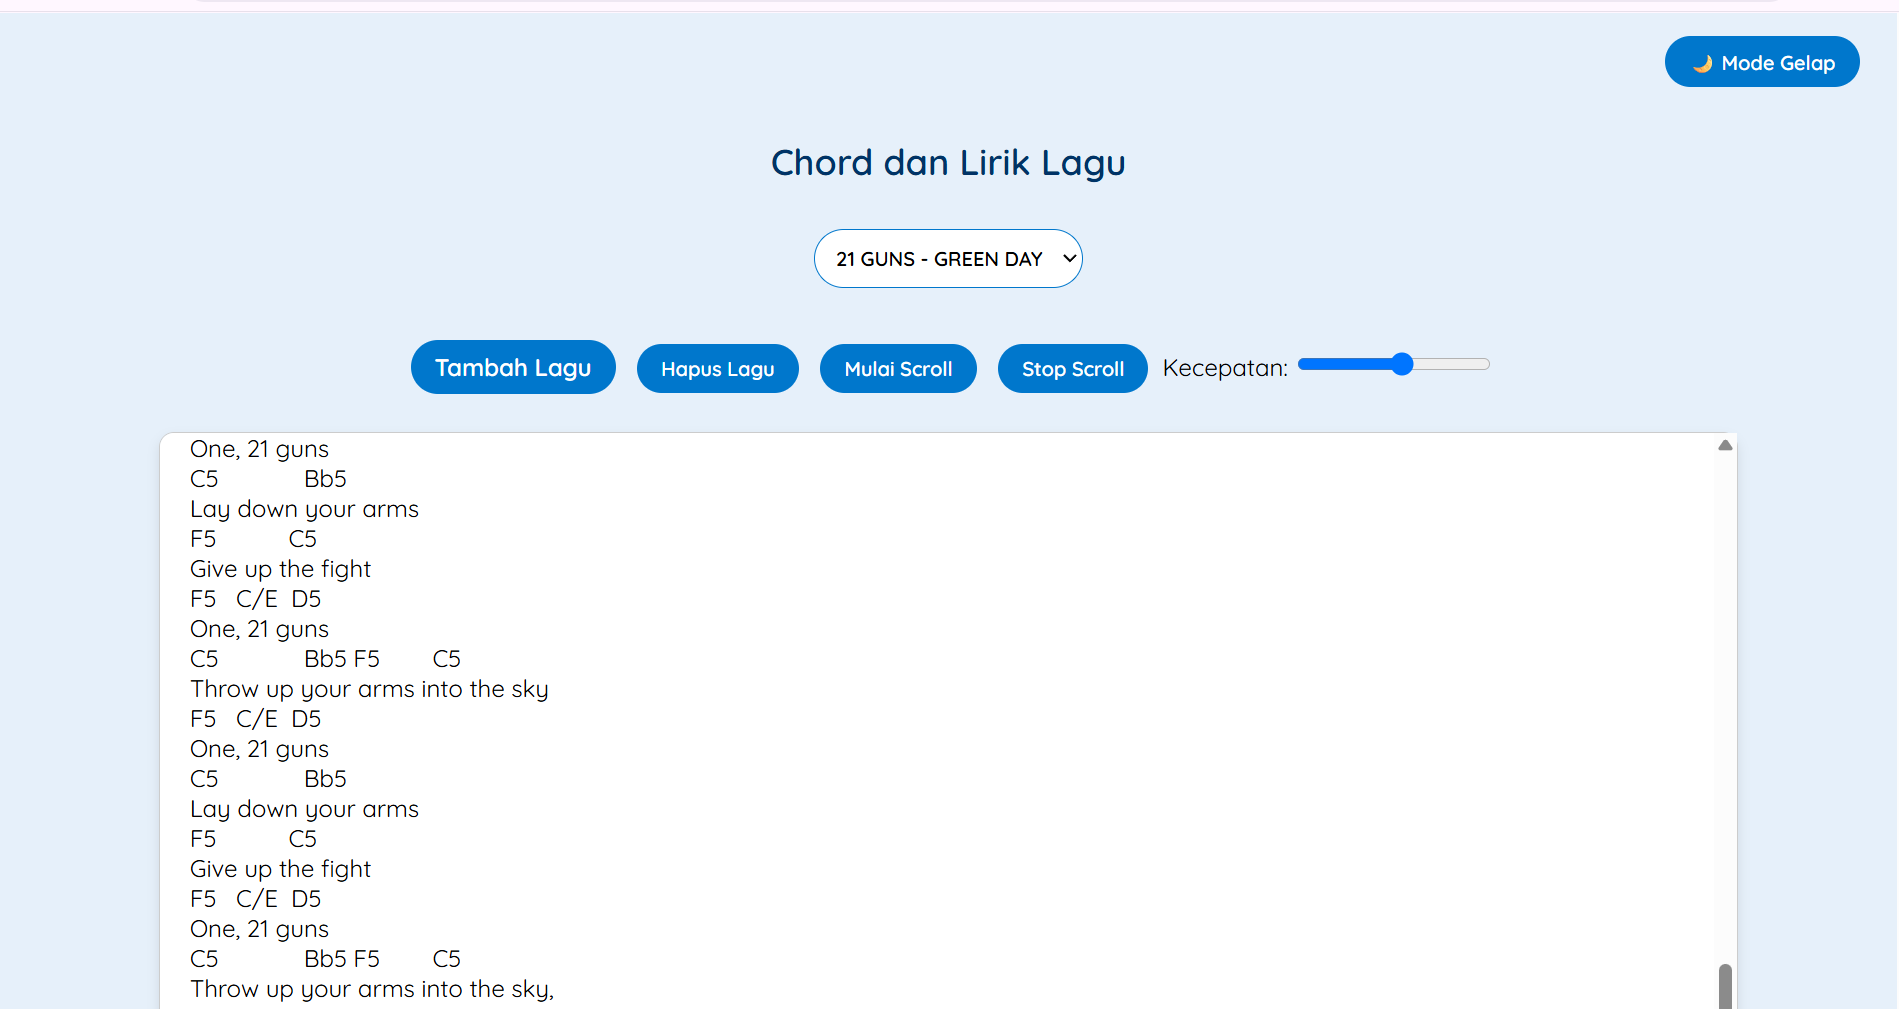 🌙 Mode Gelap
Chord dan Lirik Lagu
21 GUNS - GREEN DAY
Tambah Lagu Hapus Lagu Mulai Scroll Stop Scroll Kecepatan:
One, 21 guns
C5 Bb5
Lay down your arms
F5 C5
Give up the fight
F5 C/E D5
One, 21 guns
C5 Bb5 F5 C5
Throw up your arms into the sky
F5 C/E D5
One, 21 guns
C5 Bb5
Lay down your arms
F5 C5
Give up the fight
F5 C/E D5
One, 21 guns
C5 Bb5 F5 C5
Throw up your arms into the sky,